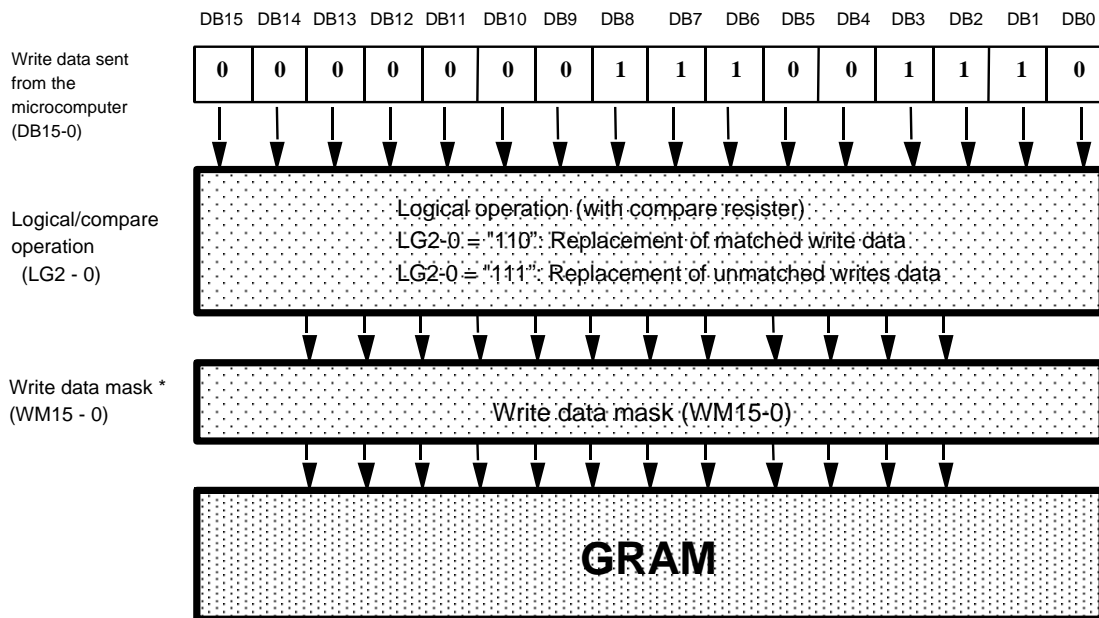 DB15 DB14 DB13 DB12 DB11 DB10 DB9 DB8 DB7 DB6 DB5 DB4 DB3 DB2 DB1 DB0
Write data sent
from the
microcomputer
(DB15-0)
0 0 0 0 0 0 0 1 1 1 0 0 1 1 1 0
Logical/compare
operation
(LG2 - 0)
Logical operation (with compare resister)
LG2-0 = "110": Replacement of matched write data
LG2-0 = "111": Replacement of unmatched writes data
Write data mask *
(WM15 - 0)
Write data mask (WM15-0)
GRAM